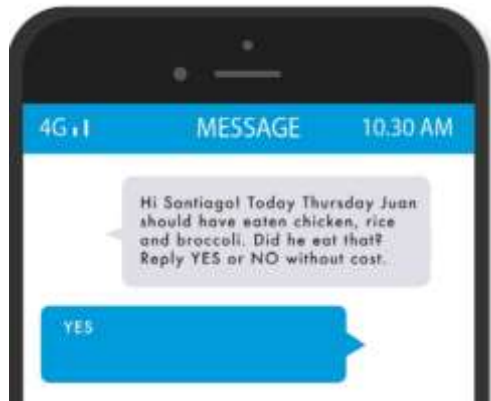 4G MESSAGE 10.30 AM
Hi Santiago! Today Thursday Juan
should have eaten chicken, rice
and broccoli. Did he eat that?
Reply YES or NO without cost.
YES